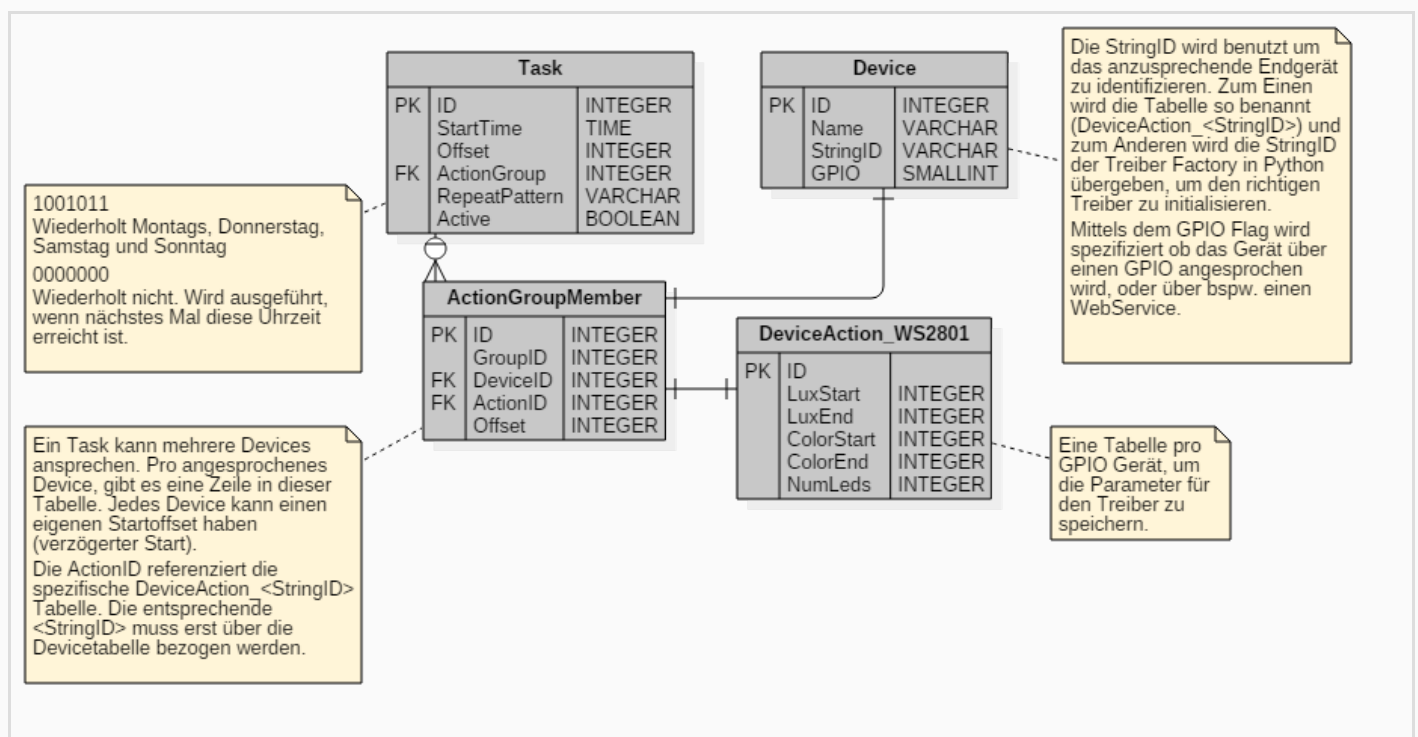 Task
PK ID INTEGER
StartTime TIME
Offset INTEGER
FK ActionGroup INTEGER
RepeatPattern VARCHAR
Active BOOLEAN
Device
PK ID INTEGER
Name VARCHAR
StringID VARCHAR
GPIO SMALLINT
Die StringID wird benutzt um
das anzusprechende Endgerät
zu identifizieren. Zum Einen
wird die Tabelle so benannt
(DeviceAction_<StringID>) und
zum Anderen wird die StringID
der Treiber Factory in Python
übergeben, um den richtigen
Treiber zu initialisieren.
Mittels dem GPIO Flag wird
spezifiziert ob das Gerät über
einen GPIO angesprochen
wird, oder über bspw. einen
WebService.
1001011
Wiederholt Montags, Donnerstag,
Samstag und Sonntag
0000000
Wiederholt nicht. Wird ausgeführt,
wenn nächstes Mal diese Uhrzeit
erreicht ist.
ActionGroupMember
PK ID INTEGER
GroupID INTEGER
FK DeviceID INTEGER
FK ActionID INTEGER
Offset INTEGER
DeviceAction_WS2801
PK ID
LuxStart INTEGER
LuxEnd INTEGER
ColorStart INTEGER
ColorEnd INTEGER
NumLeds INTEGER
Ein Task kann mehrere Devices
ansprechen. Pro angesprochenes
Device, gibt es eine Zeile in dieser
Tabelle. Jedes Device kann einen
eigenen Startoffset haben
(verzögerter Start).
Die ActionID referenziert die
spezifische DeviceAction_<StringID>
Tabelle. Die entsprechende
<StringID> muss erst über die
Devicetabelle bezogen werden.
Eine Tabelle pro
GPIO Gerät, um
die Parameter für
den Treiber zu
speichern.